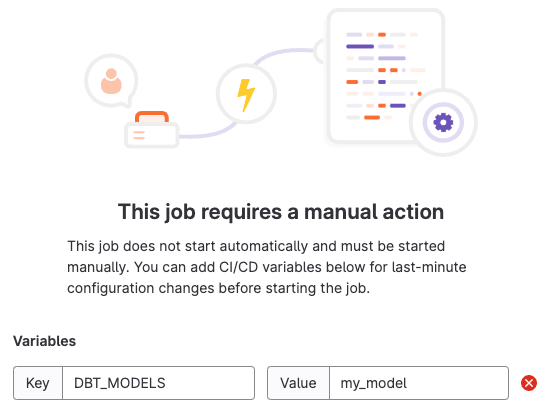 This job requires a manual action
This job does not start automatically and must be started
manually. You can add CI/CD variables below for last-minute
configuration changes before starting the job.
Variables
Key DBT_MODELS Value my_model